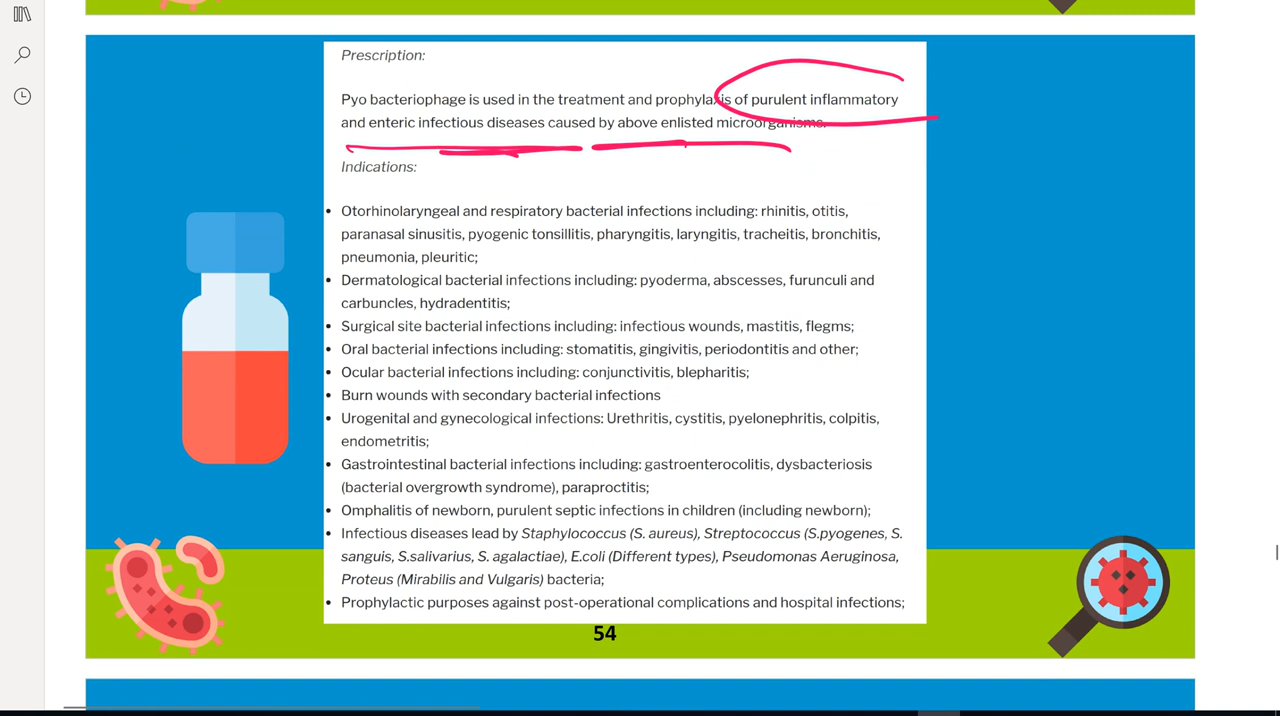 Prescription:
Pyo bacteriophage is used in the treatment and prophylaxis of purulent inflammatory
and enteric infectious diseases caused by above enlisted microorganisms.
Indications:
• Otorhinolaryngeal and respiratory bacterial infections including: rhinitis, otitis,
paranasal sinusitis, pyogenic tonsillitis, pharyngitis, laryngitis, tracheitis, bronchitis,
pneumonia, pleuritic;
• Dermatological bacterial infections including: pyoderma, abscesses, furunculi and
carbuncles, hydradentitis;
• Surgical site bacterial infections including: infectious wounds, mastitis, flegms;
• Oral bacterial infections including: stomatitis, gingivitis, periodontitis and other;
• Ocular bacterial infections including: conjunctivitis, blepharitis;
• Burn wounds with secondary bacterial infections
• Urogenital and gynecological infections: Urethritis, cystitis, pyelonephritis, colpitis,
endometritis;
• Gastrointestinal bacterial infections including: gastroenterocolitis, dysbacteriosis
(bacterial overgrowth syndrome), paraproctitis;
• Omphalitis of newborn, purulent septic infections in children (including newborn);
• Infectious diseases lead by Staphylococcus (S. aureus), Streptococcus (S.pyogenes, S.
sanguis, S.salivarius, S. agalactiae), E.coli (Different types), Pseudomonas Aeruginosa,
Proteus (Mirabilis and Vulgaris) bacteria;
• Prophylactic purposes against post-operational complications and hospital infections;
54